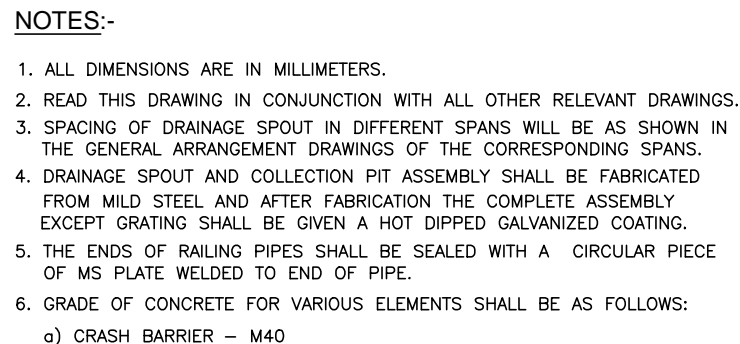 NOTES:-
1. ALL DIMENSIONS ARE IN MILLIMETERS.
2. READ THIS DRAWING IN CONJUNCTION WITH ALL OTHER RELEVANT DRAWINGS.
3. SPACING OF DRAINAGE SPOUT IN DIFFERENT SPANS WILL BE AS SHOWN IN
THE GENERAL ARRANGEMENT DRAWINGS OF THE CORRESPONDING SPANS.
4. DRAINAGE SPOUT AND COLLECTION PIT ASSEMBLY SHALL BE FABRICATED
FROM MILD STEEL AND AFTER FABRICATION THE COMPLETE ASSEMBLY
EXCEPT GRATING SHALL BE GIVEN A HOT DIPPED GALVANIZED COATING.
5. THE ENDS OF RAILING PIPES SHALL BE SEALED WITH A CIRCULAR PIECE
OF MS PLATE WELDED TO END OF PIPE.
6. GRADE OF CONCRETE FOR VARIOUS ELEMENTS SHALL BE AS FOLLOWS:
a) CRASH BARRIER – M40